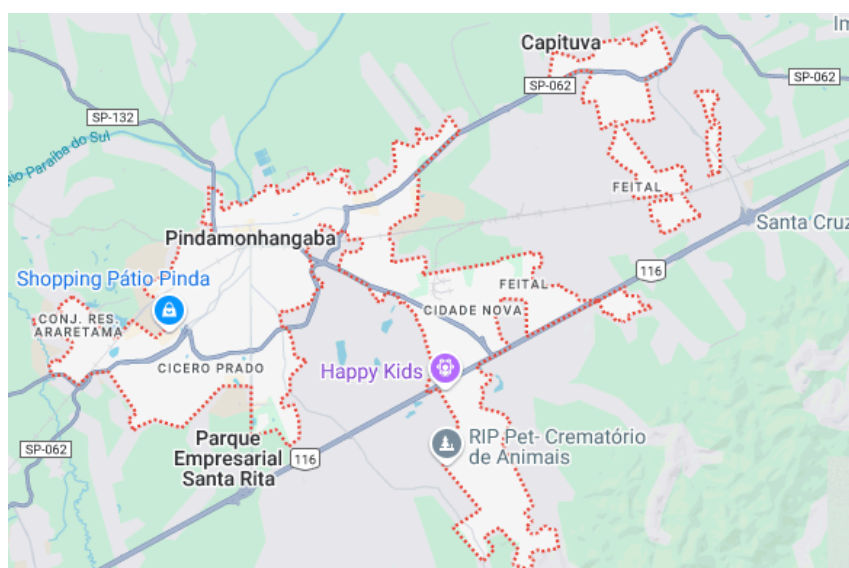 Im
Capituva
SP-062
SP-062
SP-132
io Paraíba do Sul
FEITAL
Santa Cruz
Pindamonhangaba
116
Shopping Pátio Pinda
FEITAL
CONJ. RES.
ARARETAMA
CIDADE NOVA
CICERO PRADO
Happy Kids
Parque
Empresarial
Santa Rita
116
SP-062
RIP Pet- Crematório
de Animais